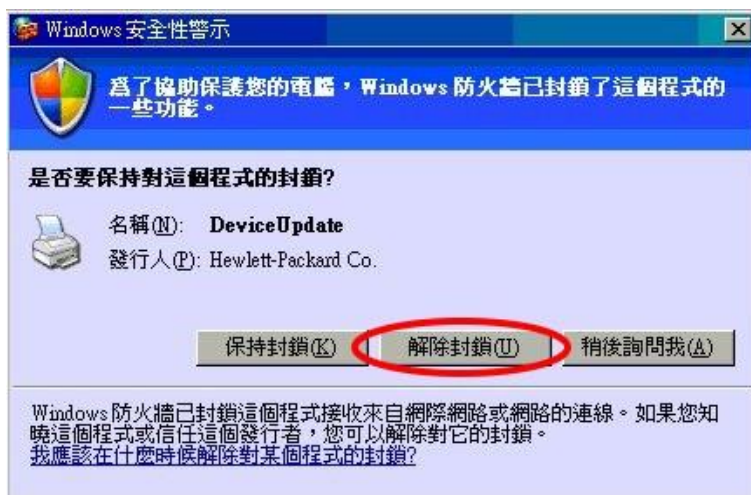 Windows 安全性警示
為了協助保護您的電腦，Windows 防火牆已封鎖了這個程式的
一些功能。
是否要保持對這個程式的封鎖?
名稱(N): DeviceUpdate
發行人(P): Hewlett-Packard Co.
保持封鎖(K) 解除封鎖(U) 稍後詢問我(A)
Windows 防火牆已封鎖這個程式接收來自網際網路或網路的連線。如果您知
曉這個程式或信任這個發行者，您可以解除對它的封鎖。
我應該在什麼時候解除對某個程式的封鎖?